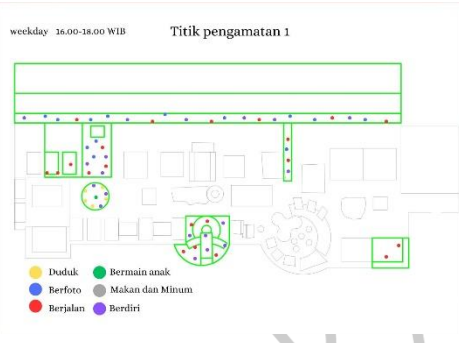 weekday 16.00-18.00 WIB
Titik pengamatan 1
Duduk
Bermain anak
Berfoto
Makan dan Minum
Berjalan
Berdiri